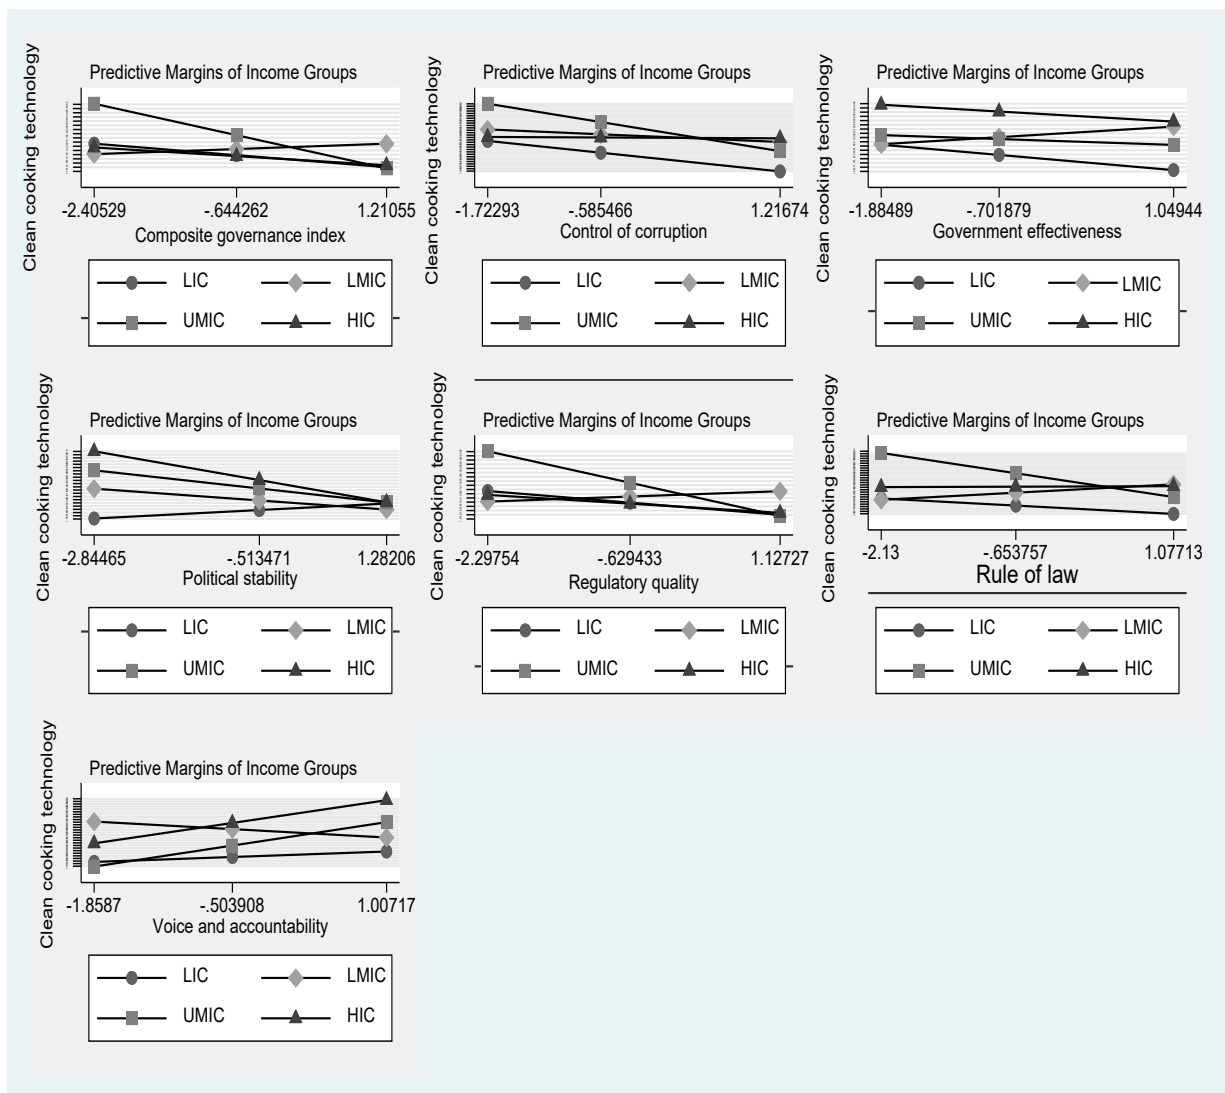 Clean cooking technology
Predictive Margins of Income Groups
-2.40529 -.644262 1.21055
Composite governance index
LIC LMIC
UMIC HIC
Clean cooking technology
Predictive Margins of Income Groups
-1.72293 -.585466 1.21674
Control of corruption
LIC LMIC
UMIC HIC
Clean cooking technology
Predictive Margins of Income Groups
-1.88489 -.701879 1.04944
Government effectiveness
LIC LMIC
UMIC HIC
Clean cooking technology
Predictive Margins of Income Groups
-2.84465 -.513471 1.28206
Political stability
LIC LMIC
UMIC HIC
Clean cooking technology
Predictive Margins of Income Groups
-2.29754 -.629433 1.12727
Regulatory quality
LIC LMIC
UMIC HIC
Clean cooking technology
Predictive Margins of Income Groups
-2.13 -.653757 1.07713
Rule of law
LIC LMIC
UMIC HIC
Clean cooking technology
Predictive Margins of Income Groups
-1.8587 -.503908 1.00717
Voice and accountability
LIC LMIC
UMIC HIC